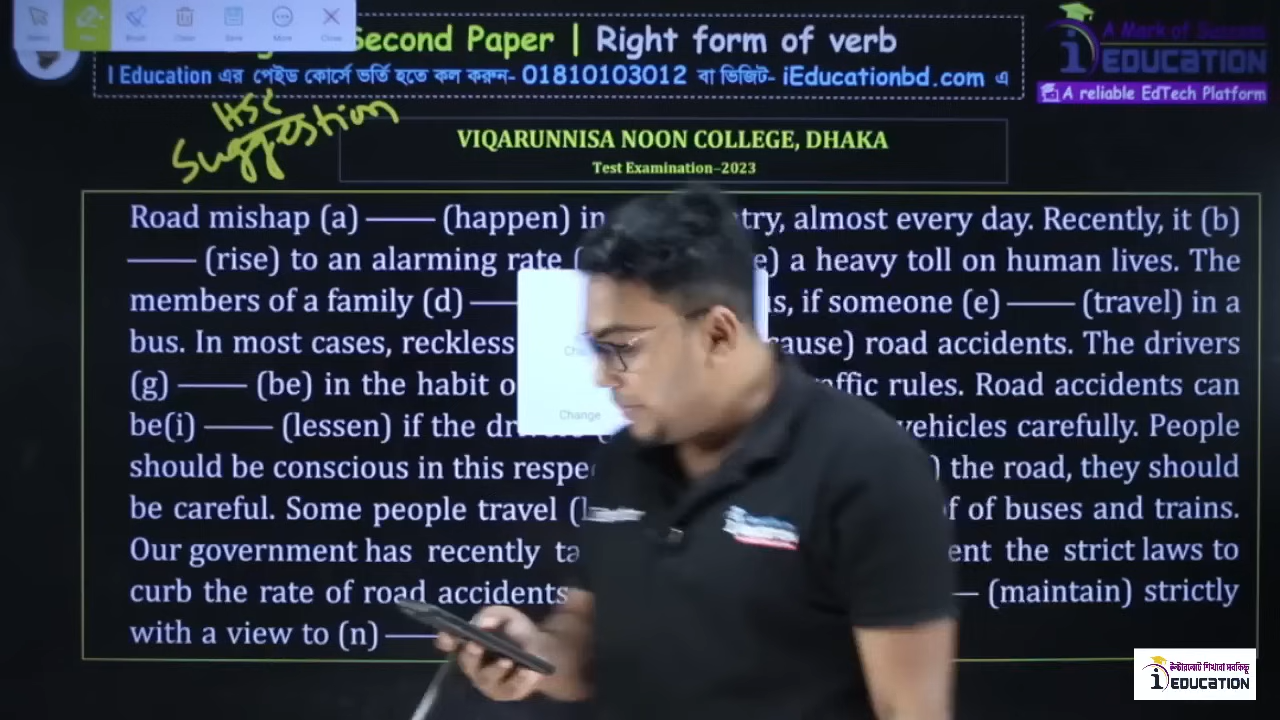 Second Paper | Right form of verb
I Education এর পেইড কোর্সে ভর্তি হতে কল করুন- 01810103012 বা ভিজিট- iEducationbd.com এ
A Mark of Success
iEDUCATION
A reliable EdTech Platform
HSC
Suggestion
VIQARUNNISA NOON COLLEGE, DHAKA
Test Examination–2023
Road mishap (a) —— (happen) in try, almost every day. Recently, it (b)
—— (rise) to an alarming rate e) a heavy toll on human lives. The
members of a family (d) —— s, if someone (e) —— (travel) in a
bus. In most cases, reckless cause) road accidents. The drivers
(g) —— (be) in the habit o affic rules. Road accidents can
be(i) —— (lessen) if the dr vehicles carefully. People
should be conscious in this respe ) the road, they should
be careful. Some people travel f of buses and trains.
Our government has recently ta ent the strict laws to
curb the rate of road accidents — (maintain) strictly
with a view to (n) ——
Change
More
Close
ইন্টারনেটে শিখবো সবকিছু
iEDUCATION